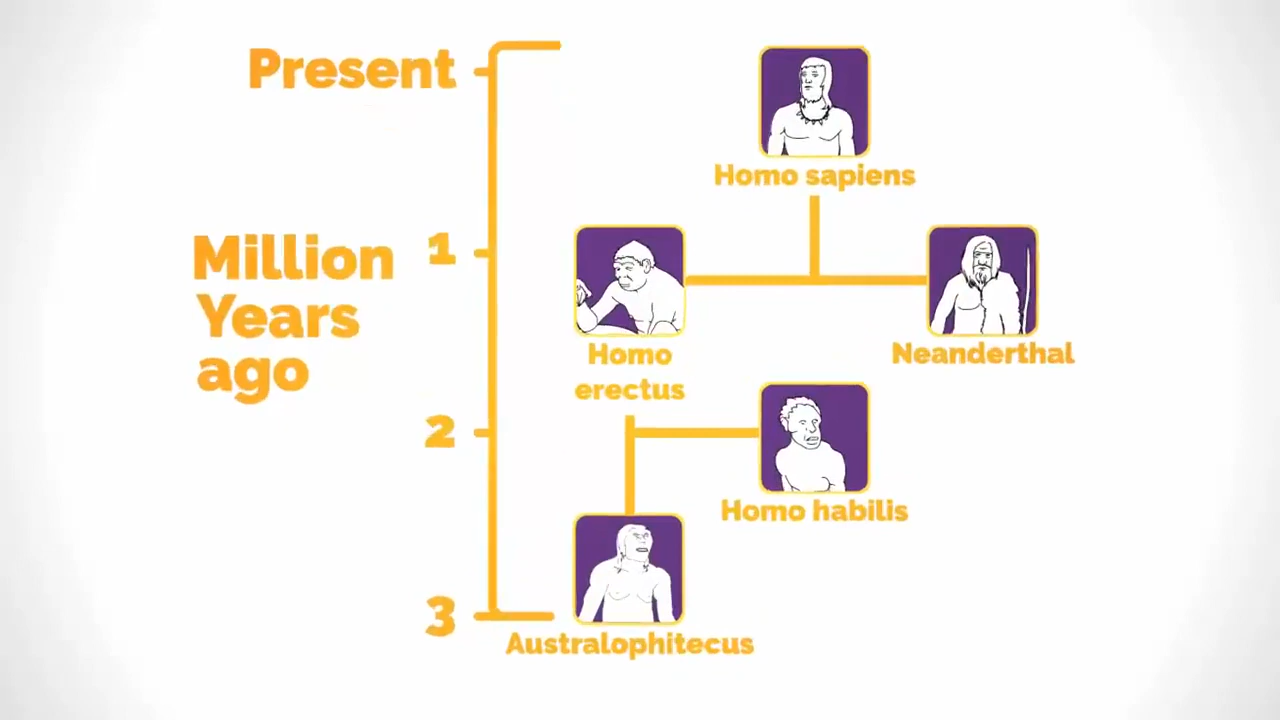 Present
Homo sapiens
Million
Years
ago
1
Homo
erectus
Neanderthal
2
Homo habilis
3
Australophitecus